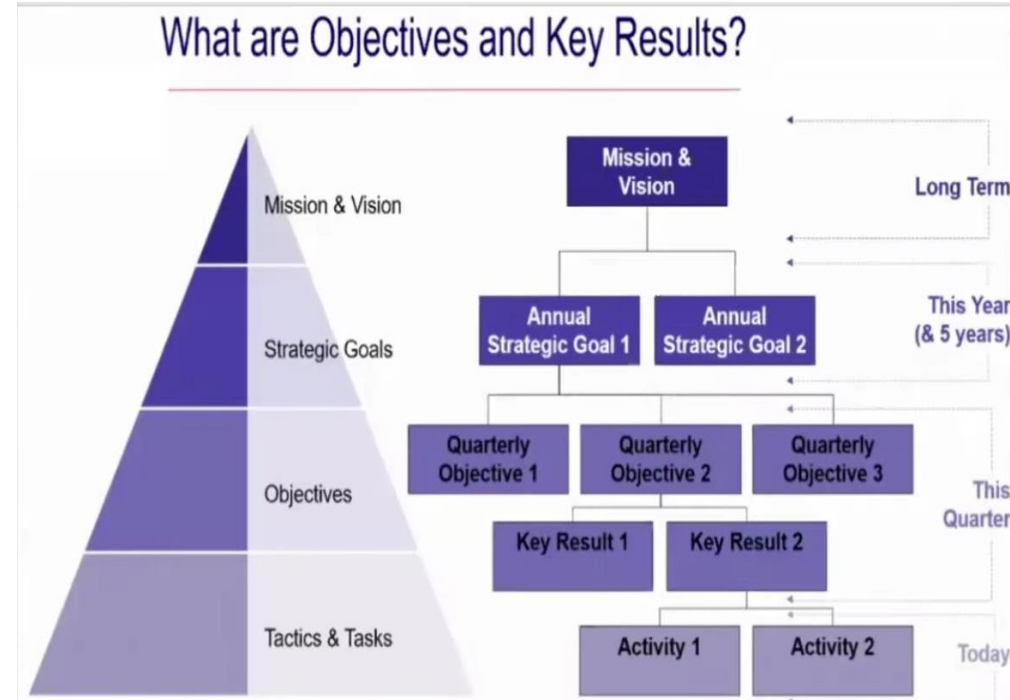 What are Objectives and Key Results?
Mission & Vision
Strategic Goals
Objectives
Tactics & Tasks
Mission &
Vision
Annual
Strategic Goal 1
Annual
Strategic Goal 2
Quarterly
Objective 1
Quarterly
Objective 2
Quarterly
Objective 3
Key Result 1
Key Result 2
Activity 1
Activity 2
Long Term
This Year
(& 5 years)
This
Quarter
Today